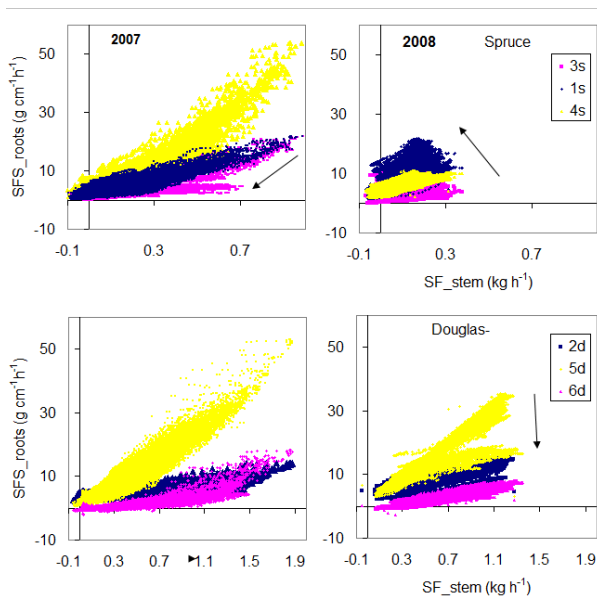 2007
50
30
10
-10
-0.1 0.3 0.7
SFS_roots (g cm⁻¹h⁻¹)
2008 Spruce
3s
1s
4s
50
30
10
-10
-0.1 0.3 0.7
SF_stem (kg h⁻¹)
50
30
10
-10
-0.1 0.3 0.7 1.1 1.5 1.9
SFS_roots (g cm⁻¹h⁻¹)
Douglas-
2d
5d
6d
50
30
10
-10
-0.1 0.3 0.7 1.1 1.5 1.9
SF_stem (kg h⁻¹)